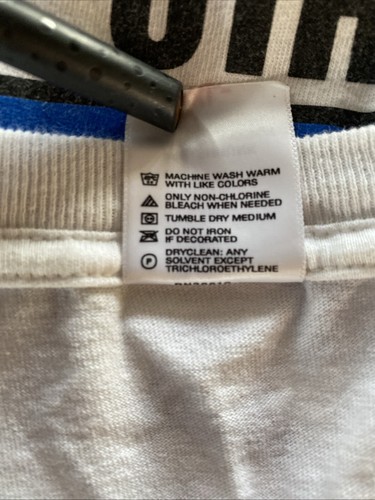 MACHINE WASH WARM
WITH LIKE COLORS
ONLY NON-CHLORINE
BLEACH WHEN NEEDED
TUMBLE DRY MEDIUM
DO NOT IRON
IF DECORATED
DRYCLEAN: ANY
SOLVENT EXCEPT
TRICHLOROETHYLENE